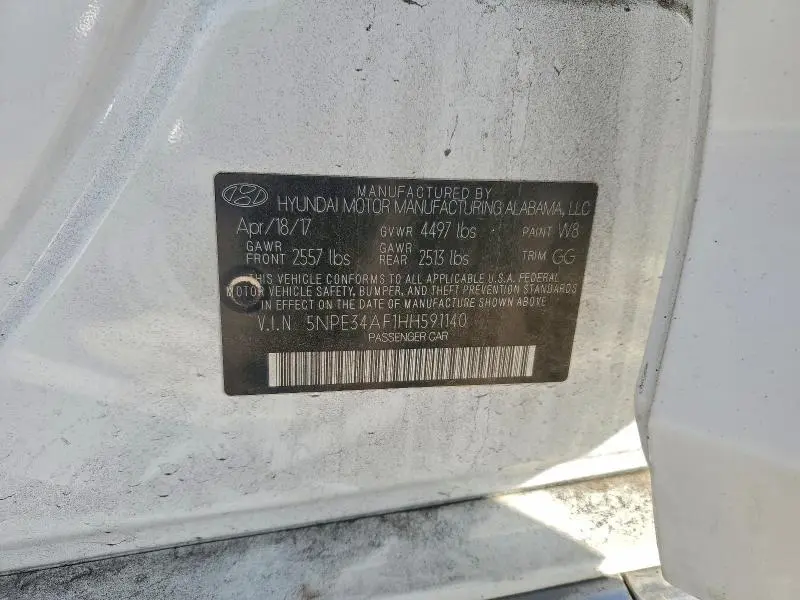 MANUFACTURED BY
HYUNDAI MOTOR MANUFACTURING ALABAMA, LLC
Apr/18/17 GVWR 4497 lbs PAINT W8
GAWR FRONT 2557 lbs GAWR REAR 2513 lbs TRIM GG
THIS VEHICLE CONFORMS TO ALL APPLICABLE U.S.A. FEDERAL
MOTOR VEHICLE SAFETY, BUMPER, AND THEFT PREVENTION STANDARDS
IN EFFECT ON THE DATE OF MANUFACTURE SHOWN ABOVE
V.I.N 5NPE34AF1HH591140
PASSENGER CAR